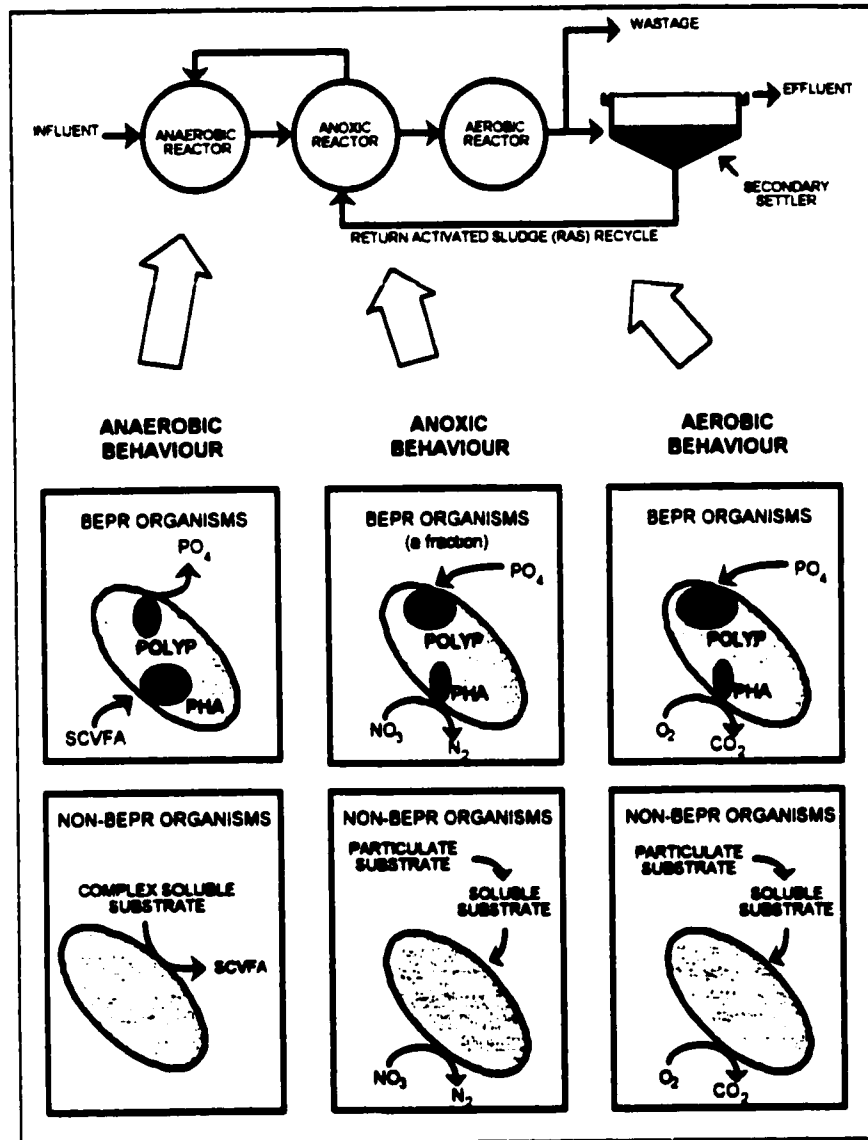 WASTAGE
EFFLUENT
INFLUENT
ANAEROBIC
REACTOR
ANOXIC
REACTOR
AEROBIC
REACTOR
SECONDARY
SETTLER
RETURN ACTIVATED SLUDGE (RAS) RECYCLE
ANAEROBIC
BEHAVIOUR
ANOXIC
BEHAVIOUR
AEROBIC
BEHAVIOUR
BEPR ORGANISMS
PO₄
POLYP
PHA
SCVFA
BEPR ORGANISMS
(a fraction)
PO₄
POLYP
PHA
NO₃
N₂
BEPR ORGANISMS
PO₄
POLYP
PHA
O₂
CO₂
NON-BEPR ORGANISMS
COMPLEX SOLUBLE
SUBSTRATE
SCVFA
NON-BEPR ORGANISMS
PARTICULATE
SUBSTRATE
SOLUBLE
SUBSTRATE
NO₃
N₂
NON-BEPR ORGANISMS
PARTICULATE
SUBSTRATE
SOLUBLE
SUBSTRATE
O₂
CO₂